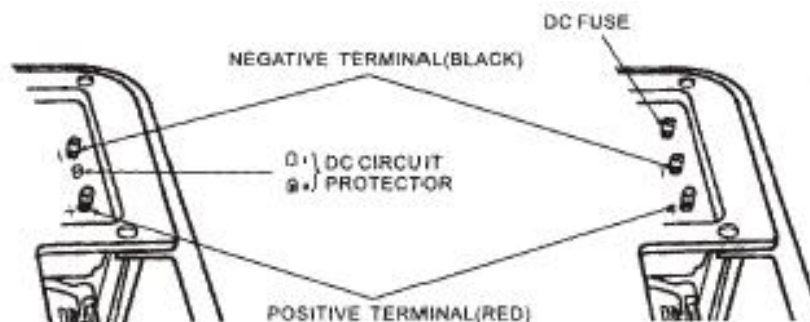 DC FUSE
NEGATIVE TERMINAL(BLACK)
DC CIRCUIT
PROTECTOR
POSITIVE TERMINAL(RED)